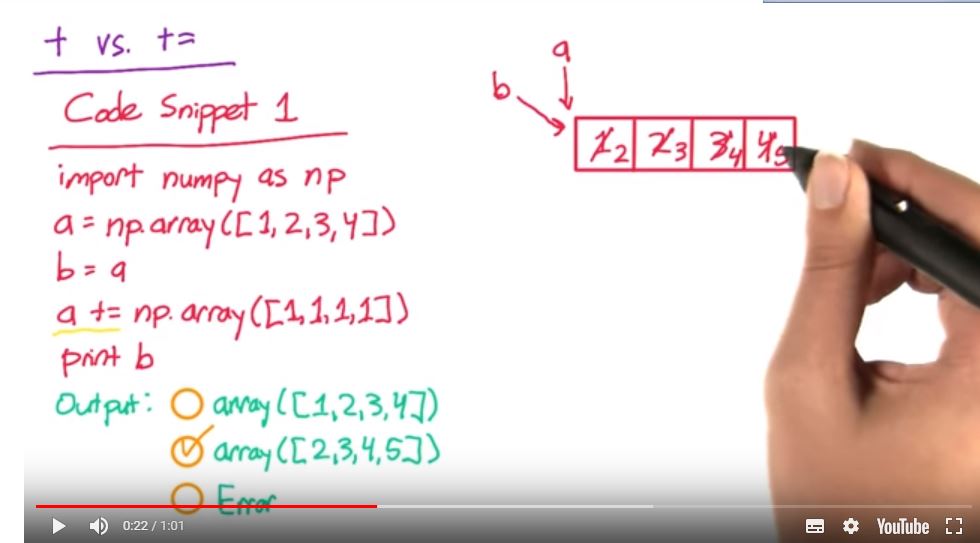 + vs. +=
Code Snippet 1
import numpy as np
a = np.array([1,2,3,4])
b = a
a += np.array([1,1,1,1])
print b
Output: array([1,2,3,4])
array([2,3,4,5])
Error
a
b
1 2 2 3 3 4 4 5
0:22 / 1:01
YouTube